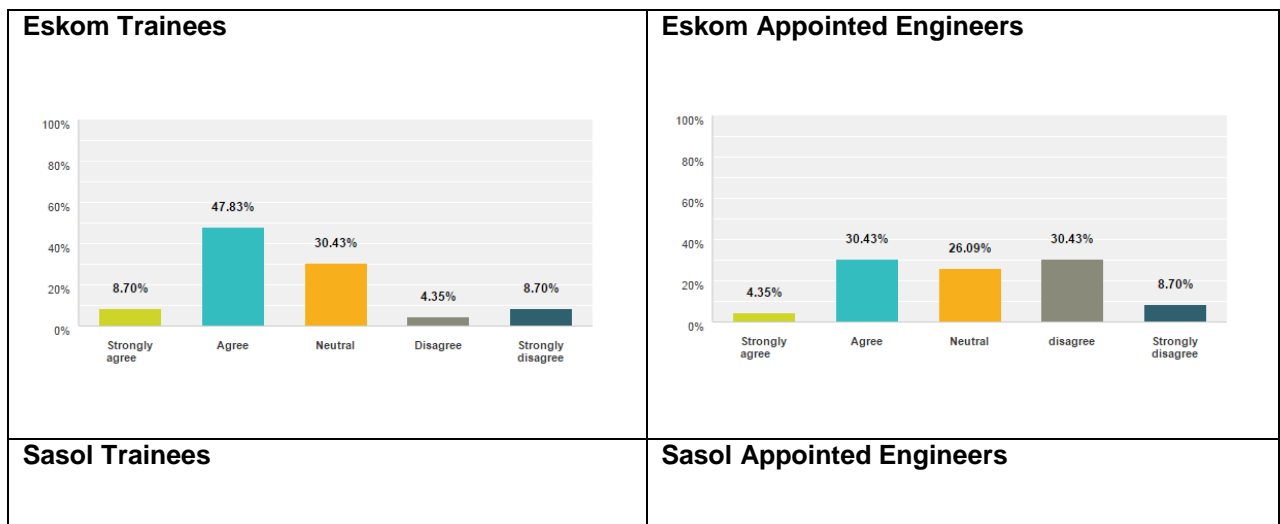 Eskom Trainees
100%
80%
60%
40%
20%
0%
8.70%
47.83%
30.43%
4.35%
8.70%
Strongly
agree
Agree
Neutral
Disagree
Strongly
disagree
Eskom Appointed Engineers
100%
80%
60%
40%
20%
0%
4.35%
30.43%
26.09%
30.43%
8.70%
Strongly
agree
Agree
Neutral
disagree
Strongly
disagree
Sasol Trainees
Sasol Appointed Engineers